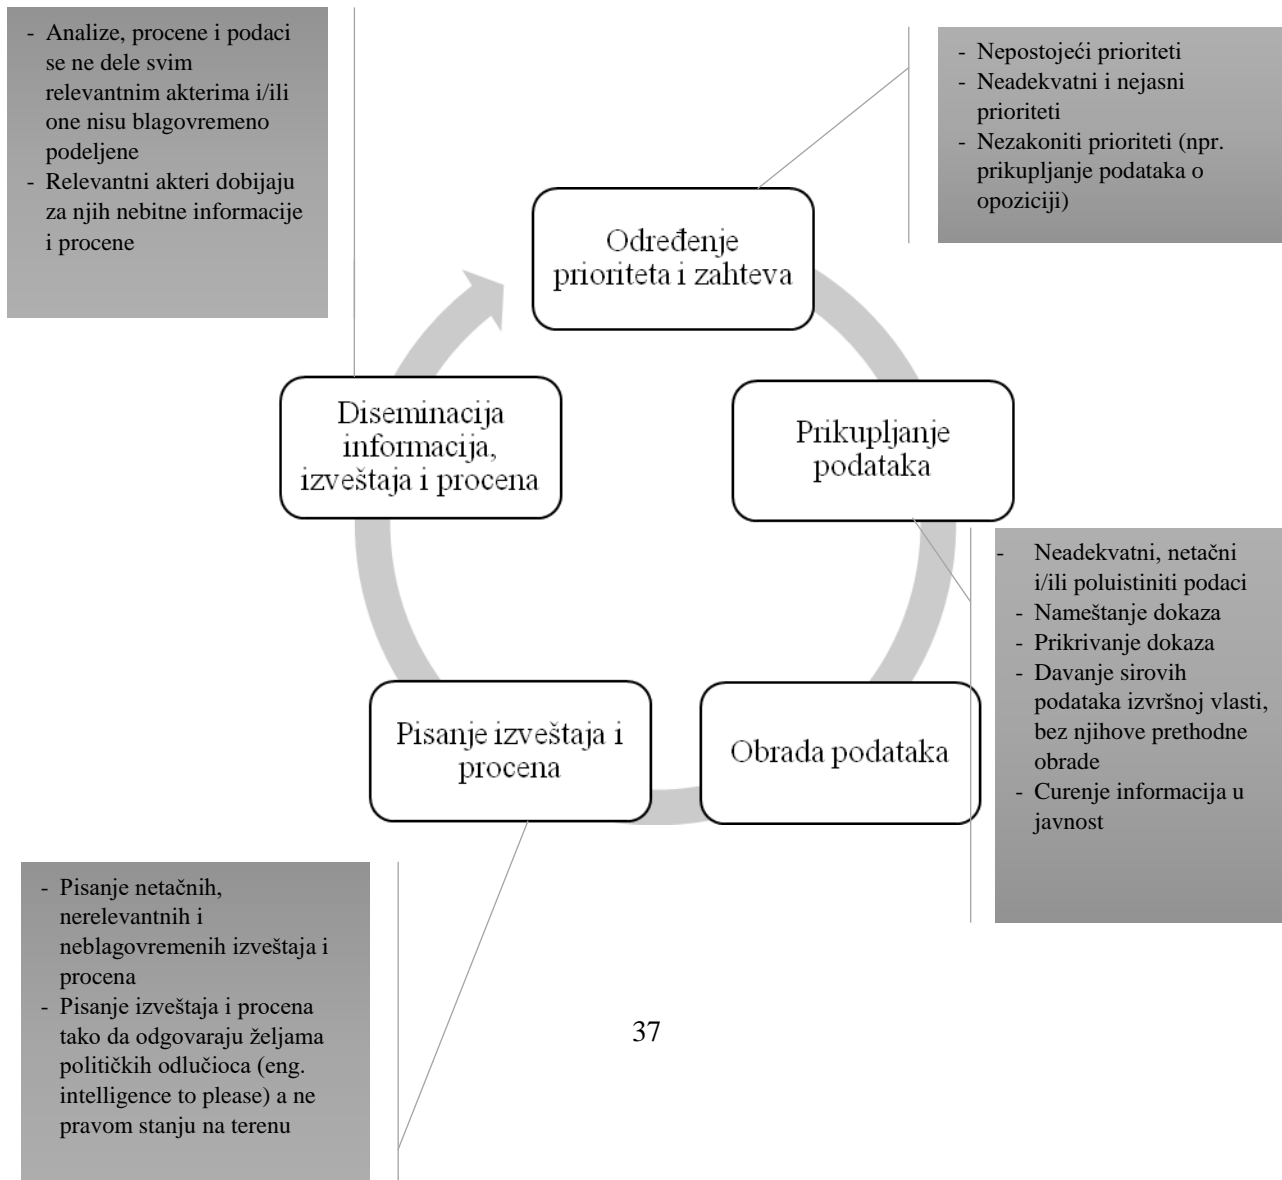 - Analize, procene i podaci
se ne dele svim
relevantnim akterima i/ili
one nisu blagovremeno
podeljene
- Relevantni akteri dobijaju
za njih nebitne informacije
i procene
- Nepostojeći prioriteti
- Neadekvatni i nejasni
prioriteti
- Nezakoniti prioriteti (npr.
prikupljanje podataka o
opoziciji)
Određenje
prioriteta i zahteva
Diseminacija
informacija,
izveštaja i procena
Prikupljanje
podataka
- Neadekvatni, netačni
i/ili poluistiniti podaci
- Nameštanje dokaza
- Prikrivanje dokaza
- Davanje sirovih
podataka izvršnoj vlasti,
bez njihove prethodne
obrade
- Curenje informacija u
javnost
Pisanje izveštaja i
procena
Obrada podataka
- Pisanje netačnih,
nerelevantnih i
neblagovremenih izveštaja i
procena
- Pisanje izveštaja i procena
tako da odgovaraju željama
političkih odlučioca (eng.
intelligence to please) a ne
pravom stanju na terenu
37